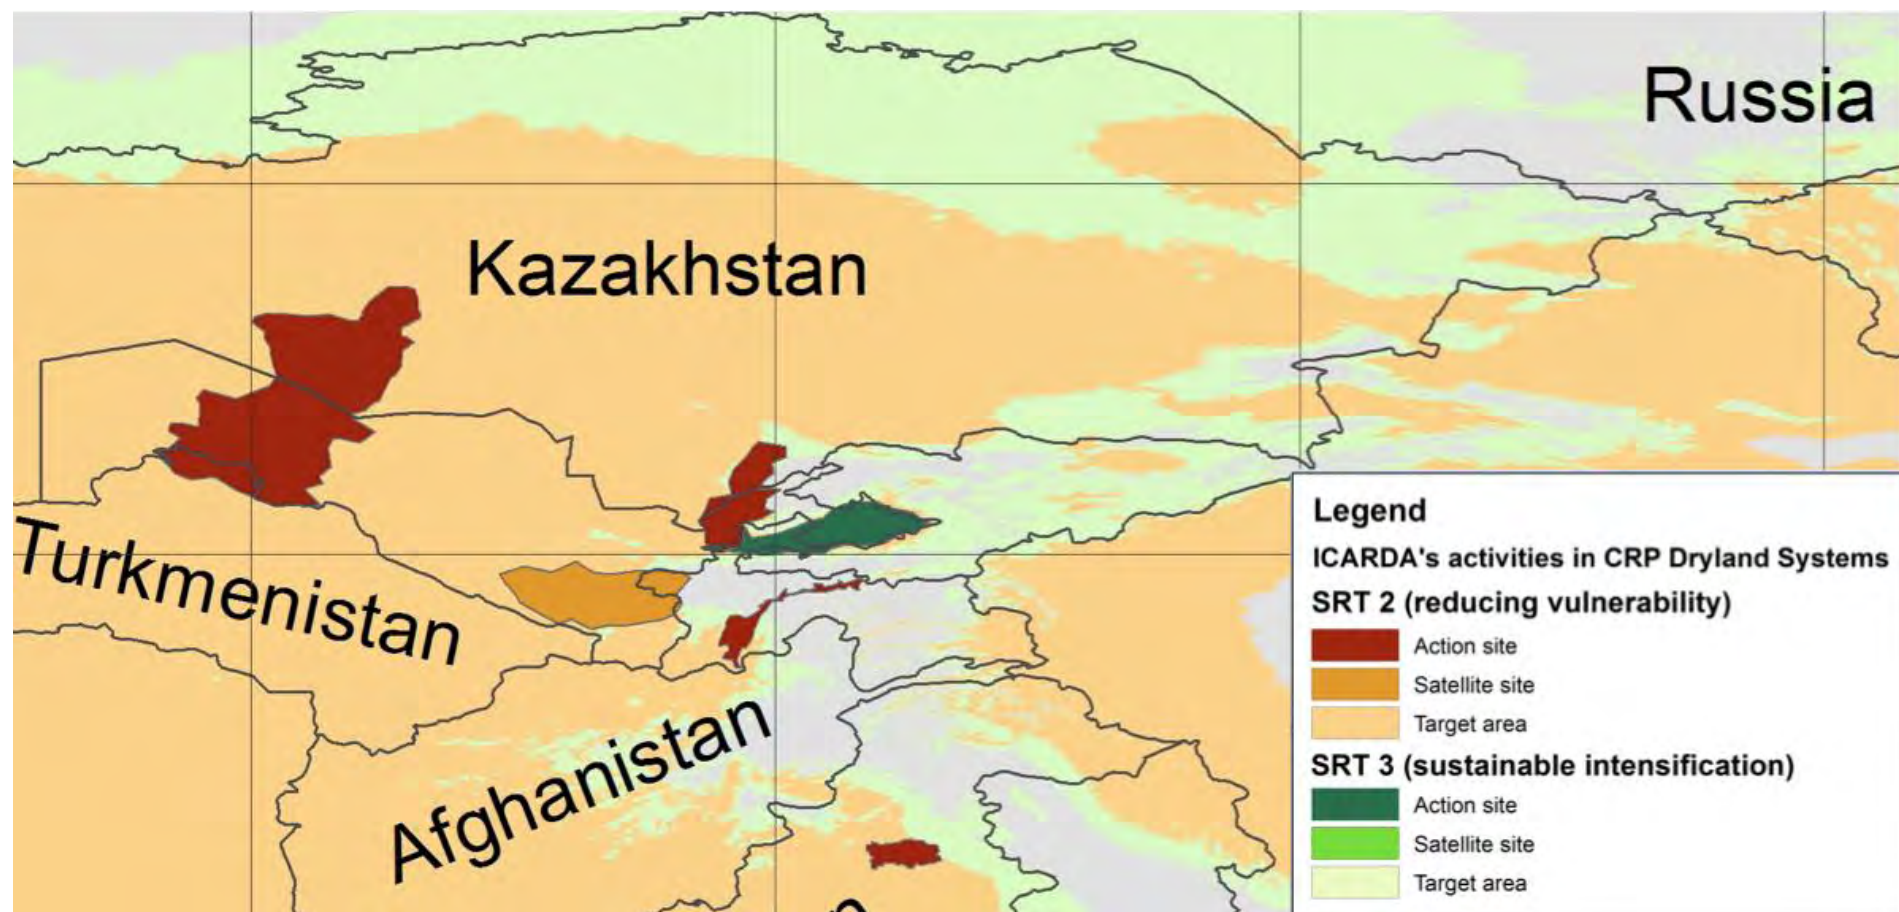 Russia
Kazakhstan
Turkmenistan
Afghanistan
Legend
ICARDA's activities in CRP Dryland Systems
SRT 2 (reducing vulnerability)
Action site
Satellite site
Target area
SRT 3 (sustainable intensification)
Action site
Satellite site
Target area